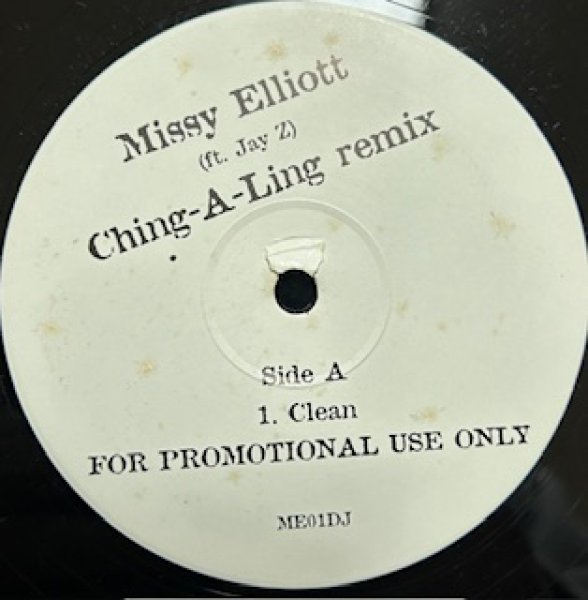 Missy Elliott
(ft. Jay Z)
Ching-A-Ling remix
Side A
1. Clean
FOR PROMOTIONAL USE ONLY
ME01DJ